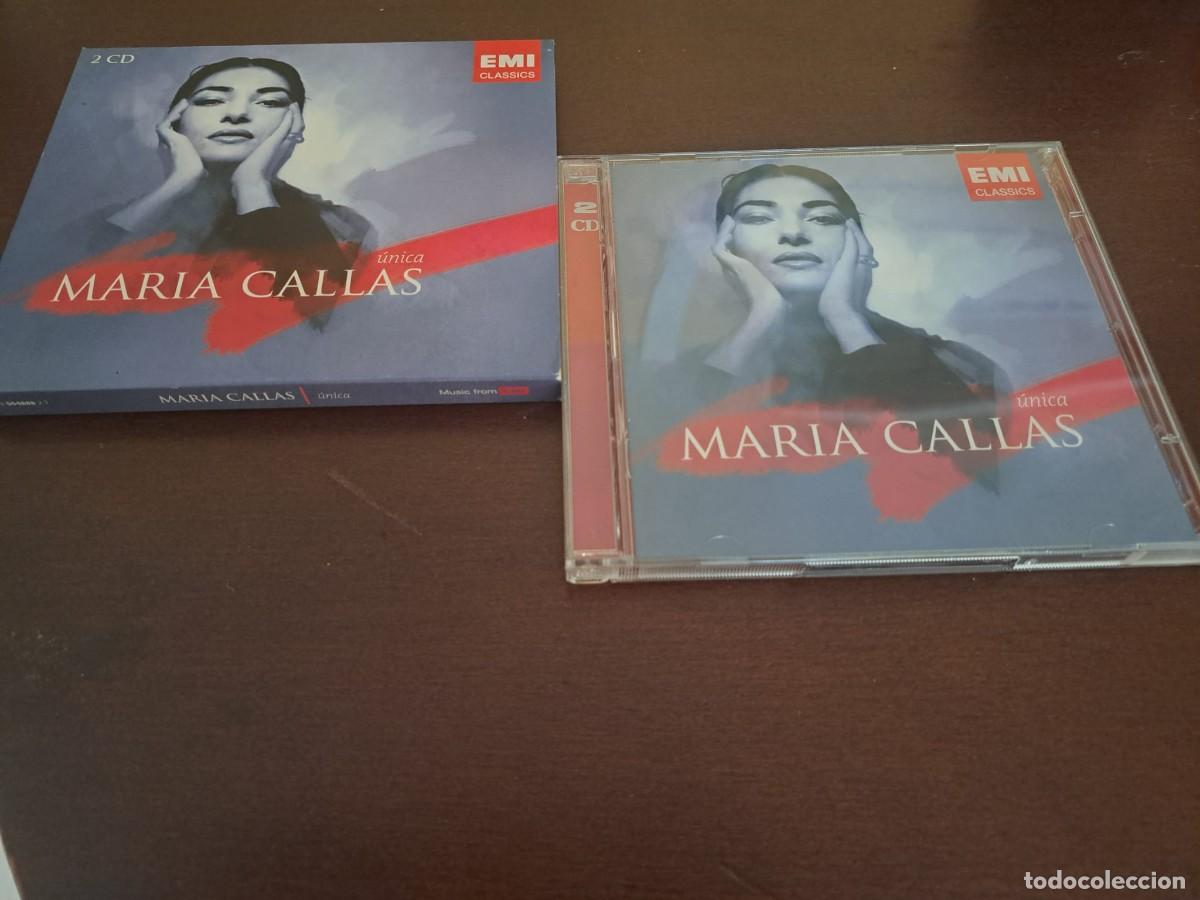 2 CD
EMI
CLASSICS
única
MARIA CALLAS
MARIA CALLAS | única
Music from
2
CD
EMI
CLASSICS
única
MARIA CALLAS
todocoleccion